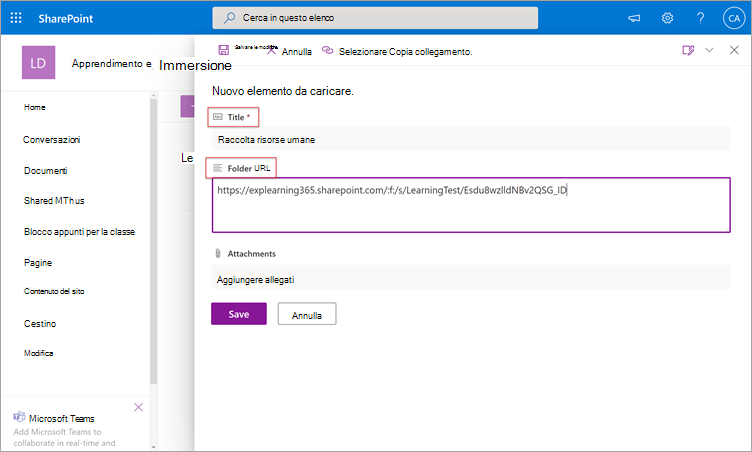 SharePoint
Cerca in questo elenco
CA
LD
Apprendimento e Immersione
Salvare le modifiche
Annulla
Selezionare Copia collegamento.
Home
Conversazioni
Documenti
Shared MT h us
Blocco appunti per la classe
Pagine
Contenuto del sito
Cestino
Modifica
Le
Nuovo elemento da caricare.
Abc Title *
Raccolta risorse umane
Folder URL
https://explearning365.sharepoint.com/:f:/s/LearningTest/Esdu8wzlldNBv2QSG_ID
Attachments
Aggiungere allegati
Save
Annulla
Microsoft Teams
Add Microsoft Teams to
collaborate in real-time and